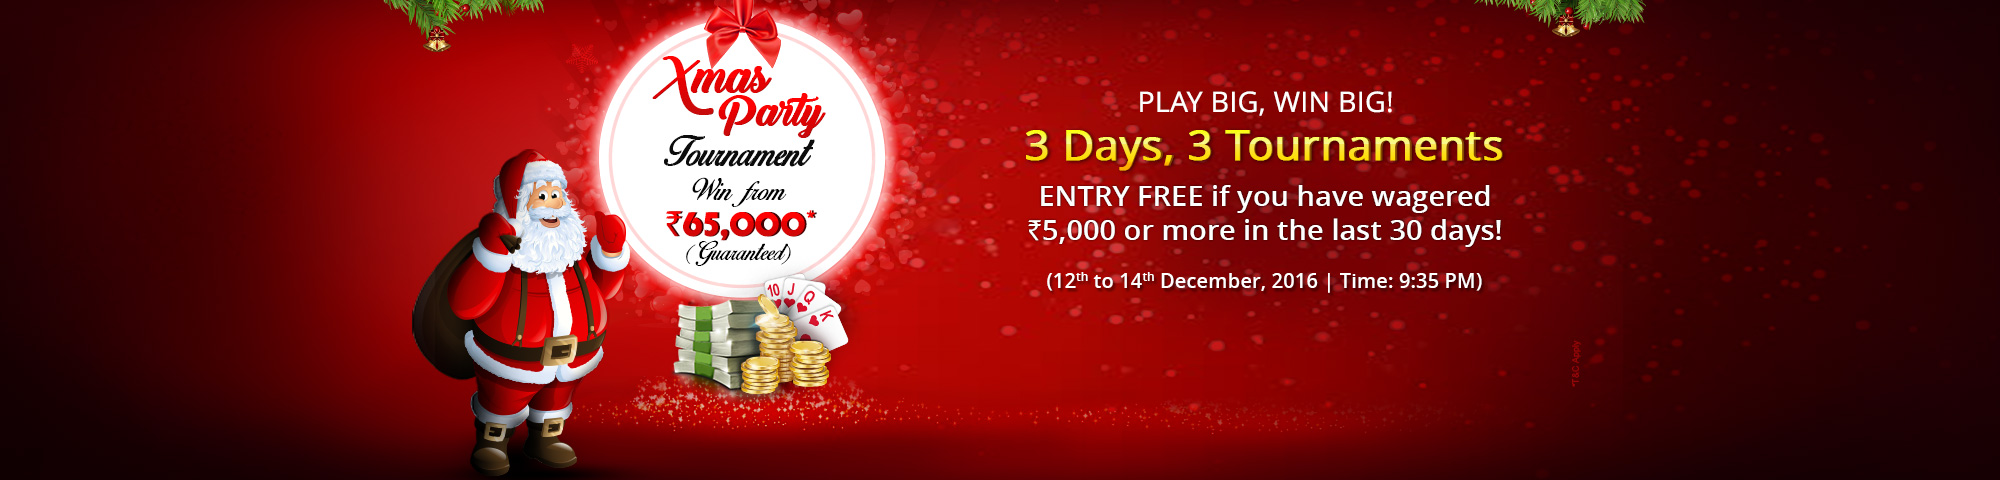 Xmas
Party
Tournament
Win from
₹65,000*
(Guaranteed)
10 J Q K
PLAY BIG, WIN BIG!
3 Days, 3 Tournaments
ENTRY FREE if you have wagered
₹5,000 or more in the last 30 days!
(12th to 14th December, 2016 | Time: 9:35 PM)
*T&C Apply